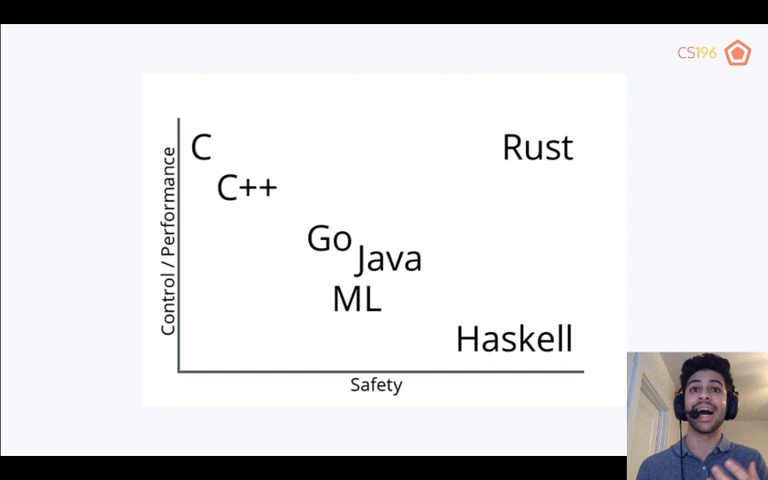 CS196
C
Rust
C++
Go
Java
ML
Haskell
Control / Performance
Safety